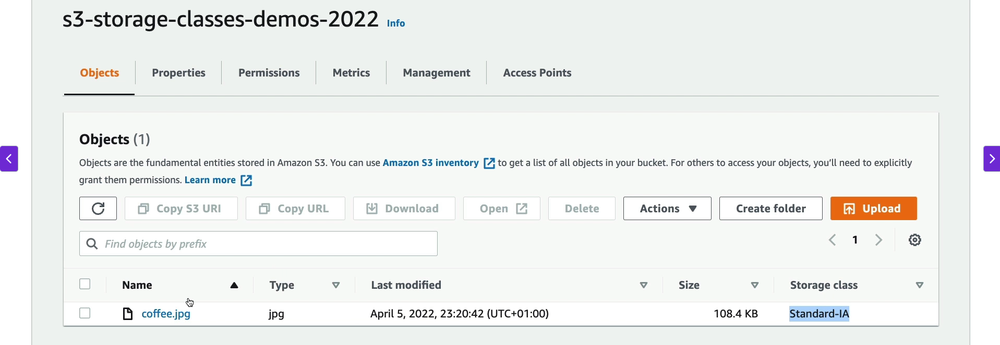 s3-storage-classes-demos-2022 Info
Objects Properties Permissions Metrics Management Access Points
Objects (1)
Objects are the fundamental entities stored in Amazon S3. You can use Amazon S3 inventory to get a list of all objects in your bucket. For others to access your objects, you'll need to explicitly
grant them permissions. Learn more
Copy S3 URI Copy URL Download Open Delete Actions Create folder Upload
Find objects by prefix 1
Name Type Last modified Size Storage class
coffee.jpg jpg April 5, 2022, 23:20:42 (UTC+01:00) 108.4 KB Standard-IA